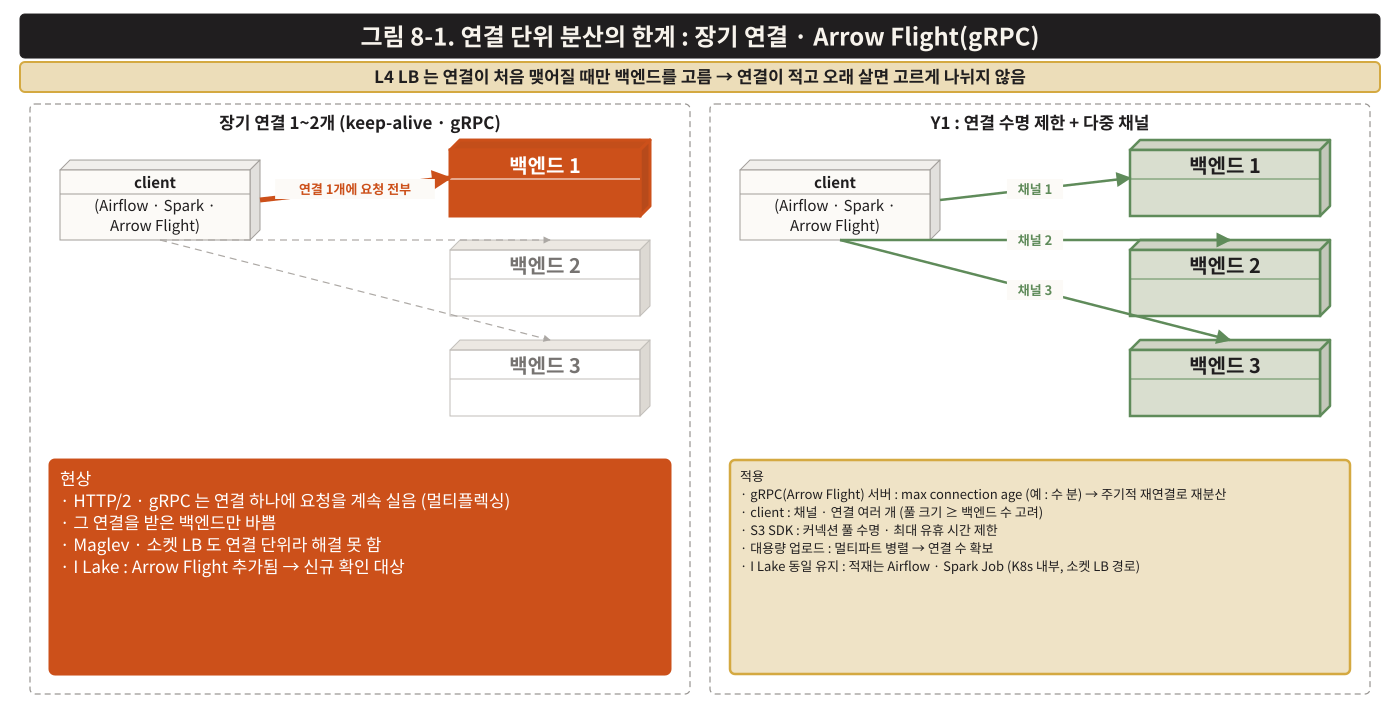 그림 8-1. 연결 단위 분산의 한계 : 장기 연결 · Arrow Flight(gRPC)
L4 LB 는 연결이 처음 맺어질 때만 백엔드를 고름 → 연결이 적고 오래 살면 고르게 나뉘지 않음
장기 연결 1~2개 (keep-alive · gRPC)
client
(Airflow · Spark ·
Arrow Flight)
연결 1개에 요청 전부
백엔드 1
백엔드 2
백엔드 3
현상
· HTTP/2 · gRPC 는 연결 하나에 요청을 계속 실음 (멀티플렉싱)
· 그 연결을 받은 백엔드만 바쁨
· Maglev · 소켓 LB 도 연결 단위라 해결 못 함
· I Lake : Arrow Flight 추가됨 → 신규 확인 대상
Y1 : 연결 수명 제한 + 다중 채널
client
(Airflow · Spark ·
Arrow Flight)
채널 1
채널 2
채널 3
백엔드 1
백엔드 2
백엔드 3
적용
· gRPC(Arrow Flight) 서버 : max connection age (예 : 수 분) → 주기적 재연결로 재분산
· client : 채널 · 연결 여러 개 (풀 크기 ≥ 백엔드 수 고려)
· S3 SDK : 커넥션 풀 수명 · 최대 유휴 시간 제한
· 대용량 업로드 : 멀티파트 병렬 → 연결 수 확보
· I Lake 동일 유지 : 적재는 Airflow · Spark Job (K8s 내부, 소켓 LB 경로)